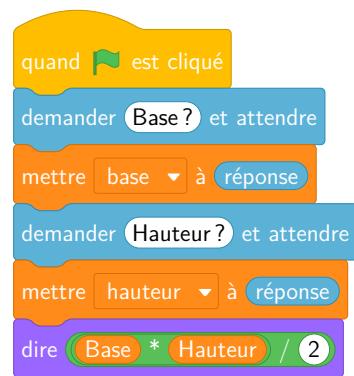 quand est cliqué
demander Base ? et attendre
mettre base à réponse
demander Hauteur ? et attendre
mettre hauteur à réponse
dire Base * Hauteur / 2